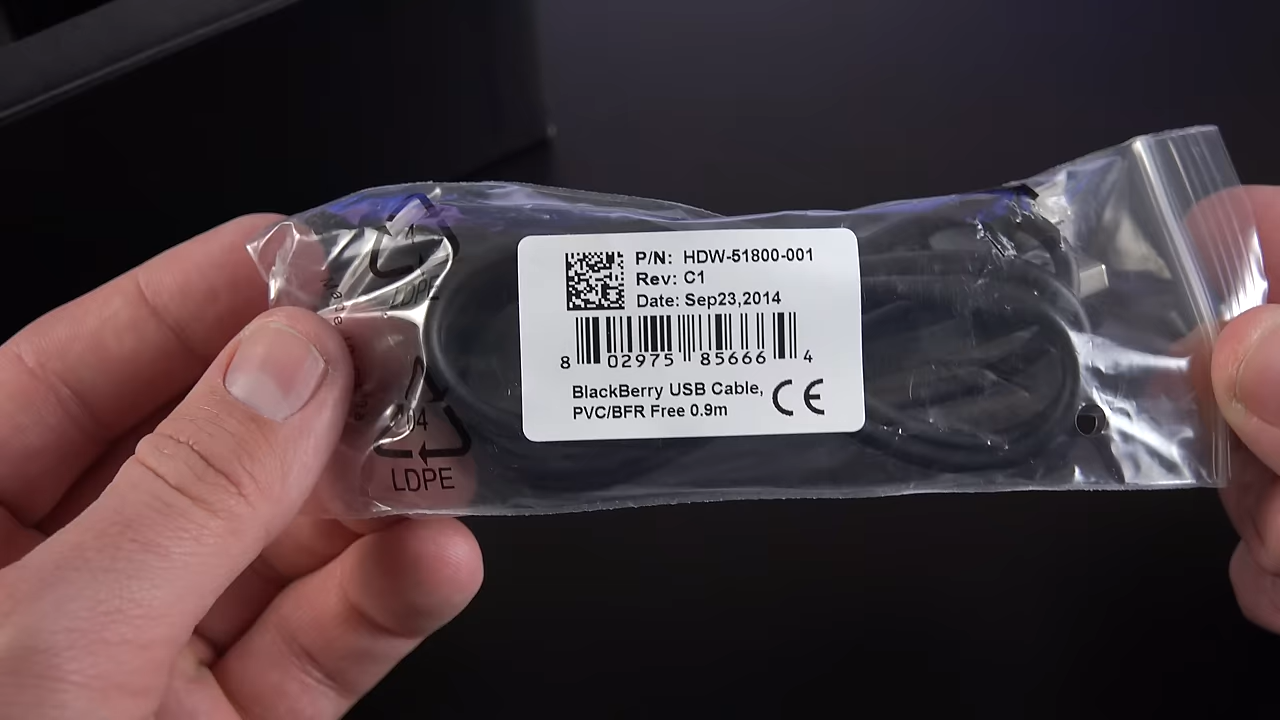 P/N: HDW-51800-001
Rev: C1
Date: Sep23,2014
8 02975 85666 4
BlackBerry USB Cable,
PVC/BFR Free 0.9m
CE
4
LDPE
04
LDPE